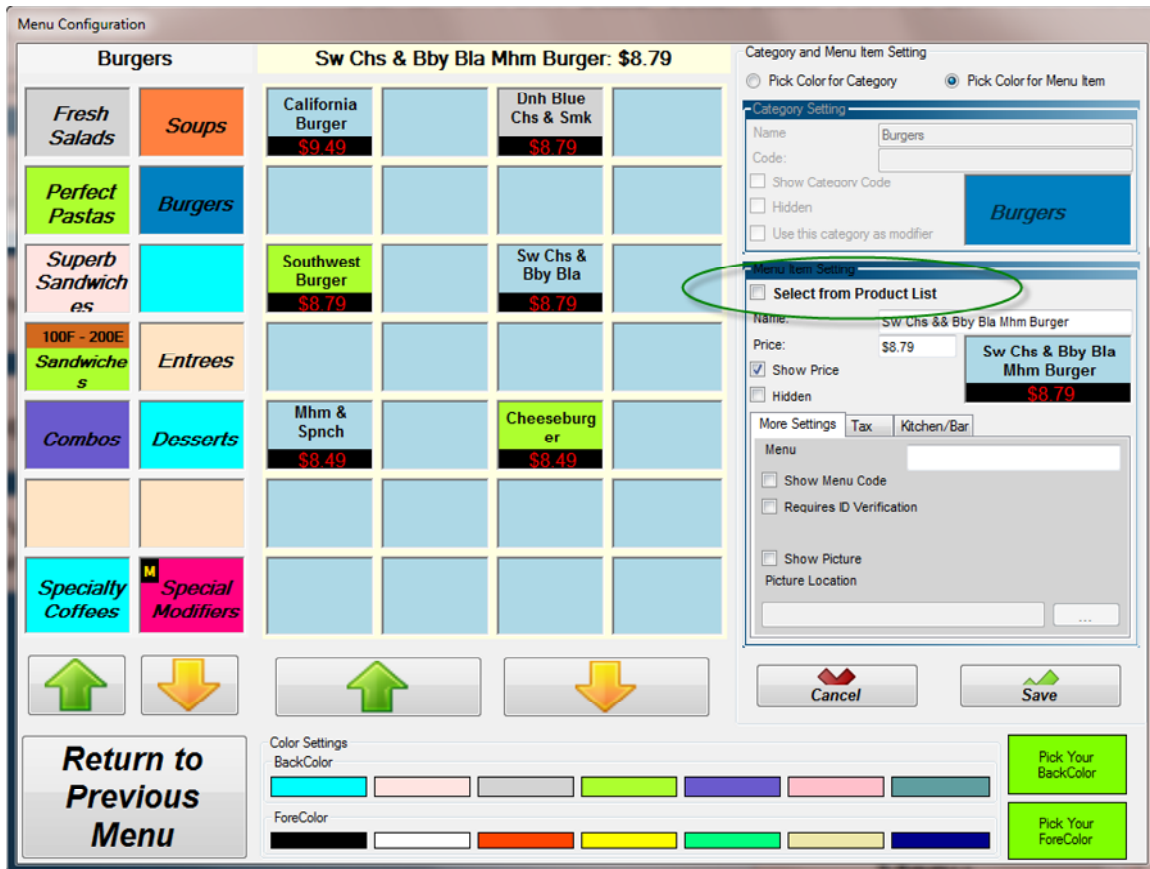 Menu Configuration
Burgers
Sw Chs & Bby Bla Mhm Burger: $8.79
Fresh
Salads
Soups
Perfect
Pastas
Burgers
Superb
Sandwich
es
100F - 200E
Sandwiche
s
Entrees
Combos
Desserts
Specialty
Coffees
M
Special
Modifiers
California
Burger
$9.49
Dnh Blue
Chs & Smk
$8.79
Southwest
Burger
$8.79
Sw Chs &
Bby Bla
$8.79
Mhm &
Spnch
$8.49
Cheeseburg
er
$8.49
Category and Menu Item Setting
Pick Color for Category
Pick Color for Menu Item
Category Setting
Name
Burgers
Code:
Show Category Code
Hidden
Use this category as modifier
Burgers
Menu Item Setting
Select from Product List
Name:
Sw Chs && Bby Bla Mhm Burger
Price:
$8.79
Show Price
Hidden
Sw Chs & Bby Bla
Mhm Burger
$8.79
More Settings
Tax
Kitchen/Bar
Menu
Show Menu Code
Requires ID Verification
Show Picture
Picture Location
...
Cancel
Save
Return to
Previous
Menu
Color Settings
BackColor
ForeColor
Pick Your
BackColor
Pick Your
ForeColor